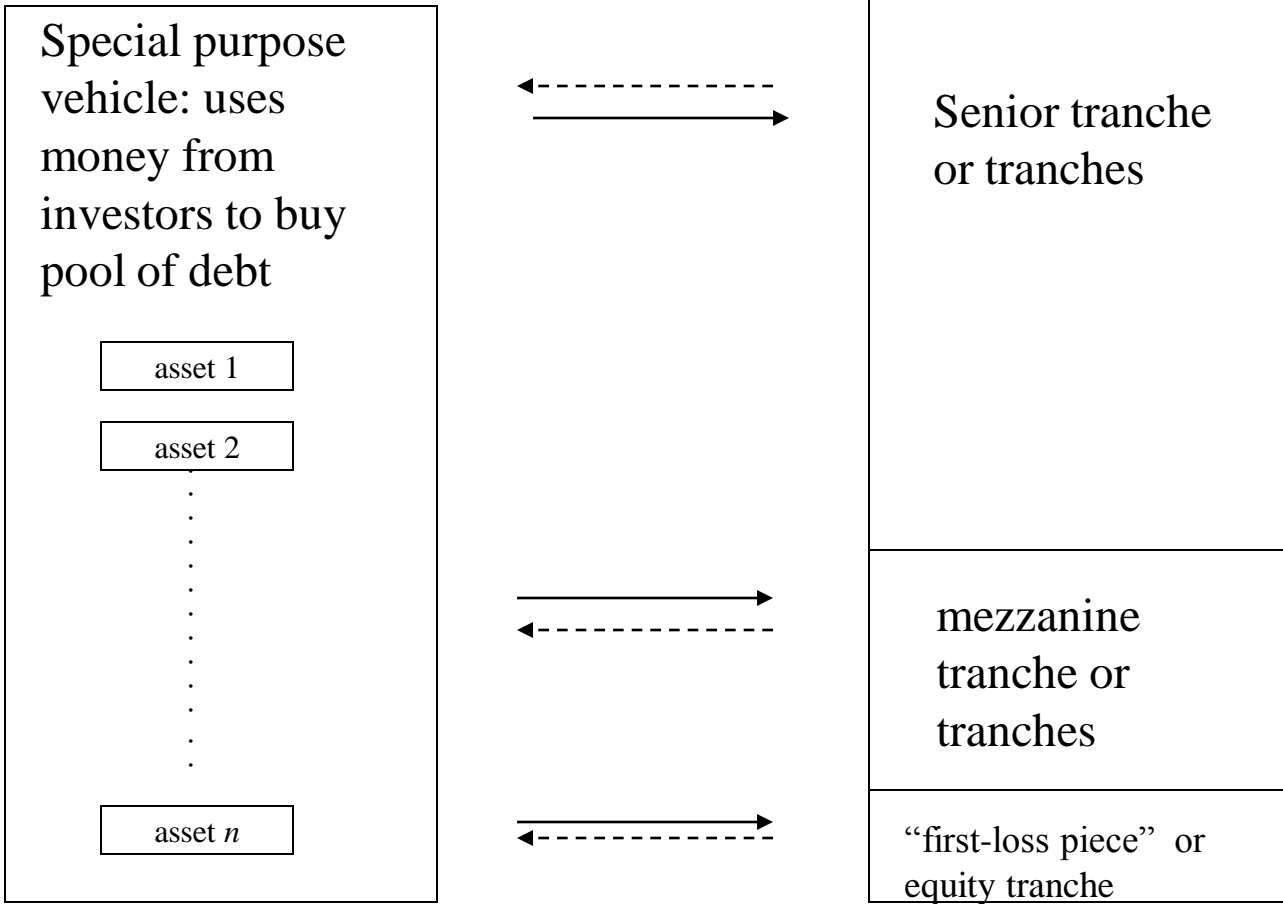 Special purpose
vehicle: uses
money from
investors to buy
pool of debt
asset 1
asset 2
asset n
Senior tranche
or tranches
mezzanine
tranche or
tranches
“first-loss piece” or
equity tranche